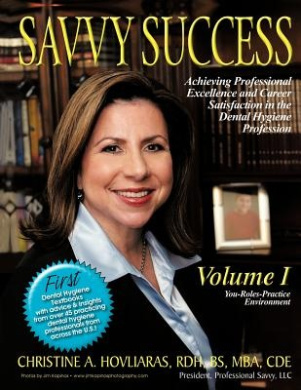 SAVVY SUCCESS
Achieving Professional
Excellence and Career
Satisfaction in the
Dental Hygiene
Profession
Volume I
You-Roles-Practice
Environment
First
Dental Hygiene
Textbooks
with advice & insights
from over 45 practicing
dental hygiene
professionals from
across the U.S.!
CHRISTINE A. HOVLIARAS, RDH, BS, MBA, CDE
President, Professional Savvy, LLC